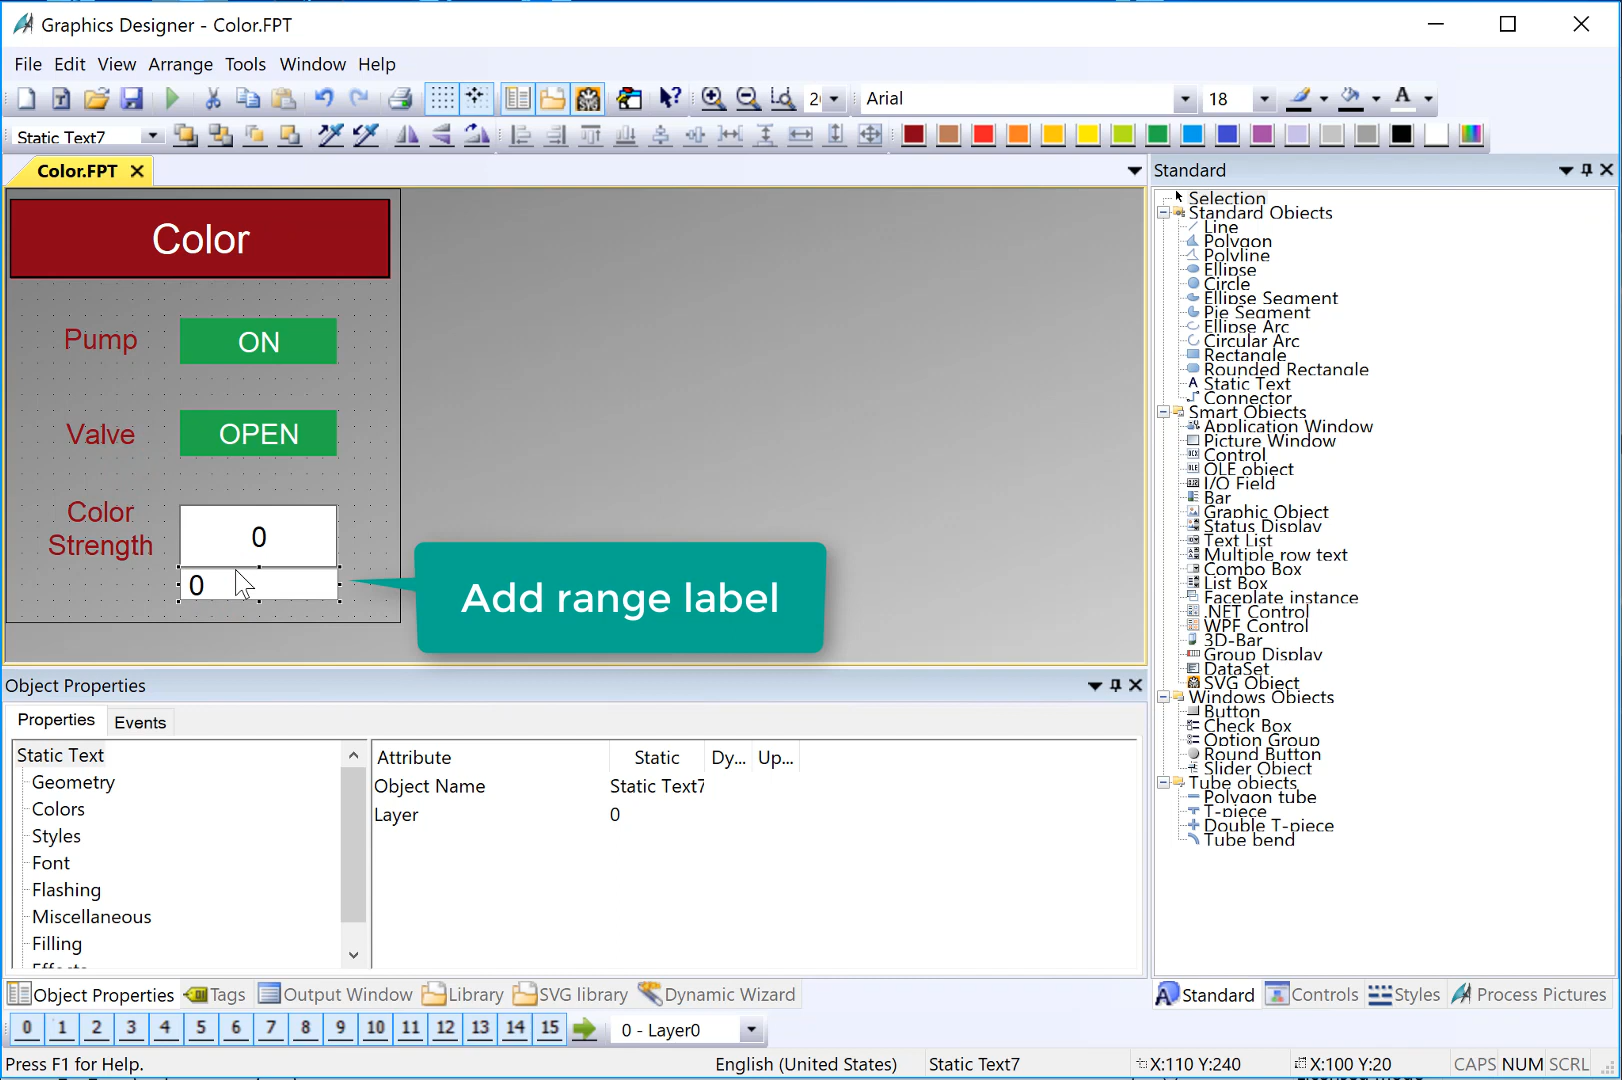 Graphics Designer - Color.FPT
File Edit View Arrange Tools Window Help
Arial 18
Static Text7
Color.FPT
Standard
Color
Pump ON
Valve OPEN
Color
Strength
0
0
Add range label
Selection
Standard Objects
Line
Polygon
Polyline
Ellipse
Circle
Ellipse Segment
Pie Segment
Ellipse Arc
Circular Arc
Rectangle
Rounded Rectangle
Static Text
Connector
Smart Objects
Application Window
Picture Window
Control
OLE object
I/O Field
Bar
Graphic Object
Status Display
Text List
Multiple row text
Combo Box
List Box
Faceplate instance
.NET Control
WPF Control
3D-Bar
Group Display
DataSet
SVG Object
Windows Objects
Button
Check Box
Option Group
Round Button
Slider Object
Tube objects
Polygon tube
T-piece
Double T-piece
Tube bend
Object Properties
Properties Events
Static Text
Geometry
Colors
Styles
Font
Flashing
Miscellaneous
Filling
Attribute Static Dy... Up...
Object Name Static Text7
Layer 0
Object Properties Tags Output Window Library SVG library Dynamic Wizard
Standard Controls Styles Process Pictures
0 1 2 3 4 5 6 7 8 9 10 11 12 13 14 15 0 - Layer0
Press F1 for Help. English (United States) Static Text7 X:110 Y:240 X:100 Y:20 CAPS NUM SCRL